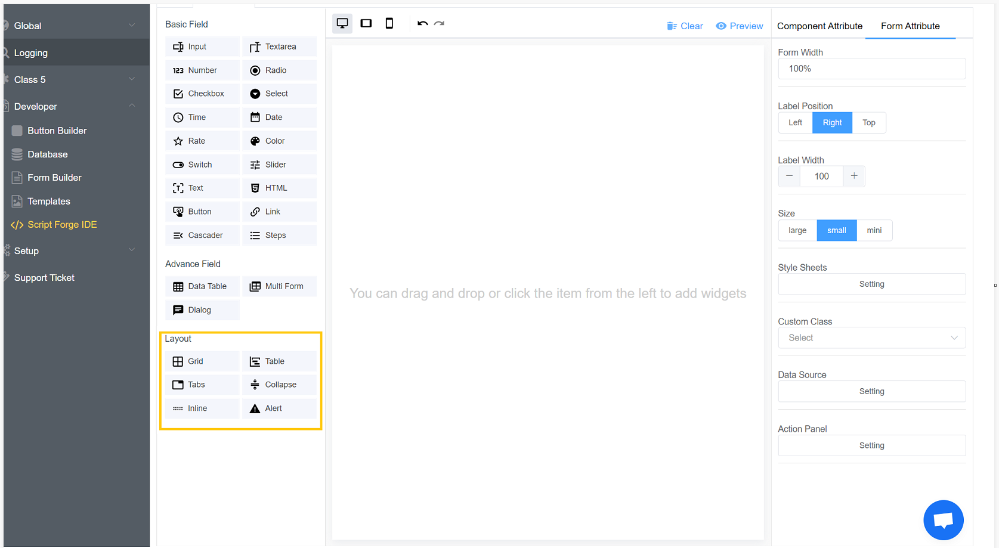 Global
Logging
Class 5
Developer
Button Builder
Database
Form Builder
Templates
</> Script Forge IDE
Setup
Support Ticket
Basic Field
Input
Textarea
123 Number
Radio
Checkbox
Select
Time
Date
Rate
Color
Switch
Slider
Text
HTML
Button
Link
Cascader
Steps
Advance Field
Data Table
Multi Form
Dialog
Layout
Grid
Table
Tabs
Collapse
Inline
Alert
Clear
Preview
You can drag and drop or click the item from the left to add widgets
Component Attribute
Form Attribute
Form Width
100%
Label Position
Left
Right
Top
Label Width
100
Size
large
small
mini
Style Sheets
Setting
Custom Class
Select
Data Source
Setting
Action Panel
Setting